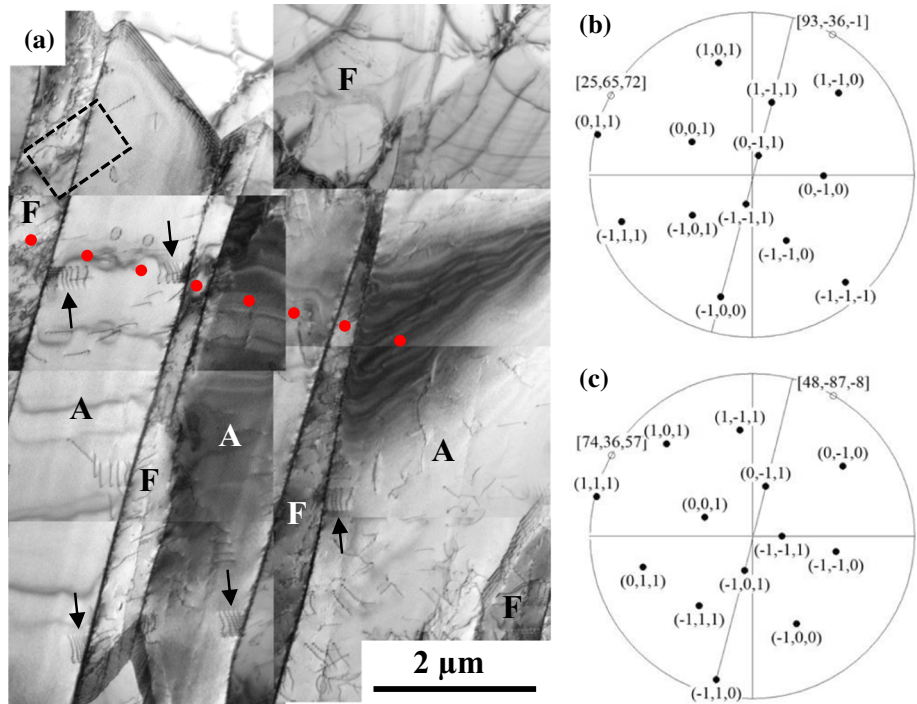 (a)
F
F
F
A
A
A
F
F
F
2 µm
(b)
[93,-36,-1]
[25,65,72]
(1,0,1)
(1,-1,1)
(1,-1,0)
(0,1,1)
(0,0,1)
(0,-1,1)
(0,-1,0)
(-1,1,1)
(-1,0,1)
(-1,-1,1)
(-1,-1,0)
(-1,0,0)
(-1,-1,-1)
(c)
[48,-87,-8]
[74,36,57]
(1,0,1)
(1,-1,1)
(0,-1,0)
(1,1,1)
(0,-1,1)
(0,0,1)
(-1,-1,1)
(-1,-1,0)
(0,1,1)
(-1,0,1)
(-1,1,1)
(-1,0,0)
(-1,1,0)